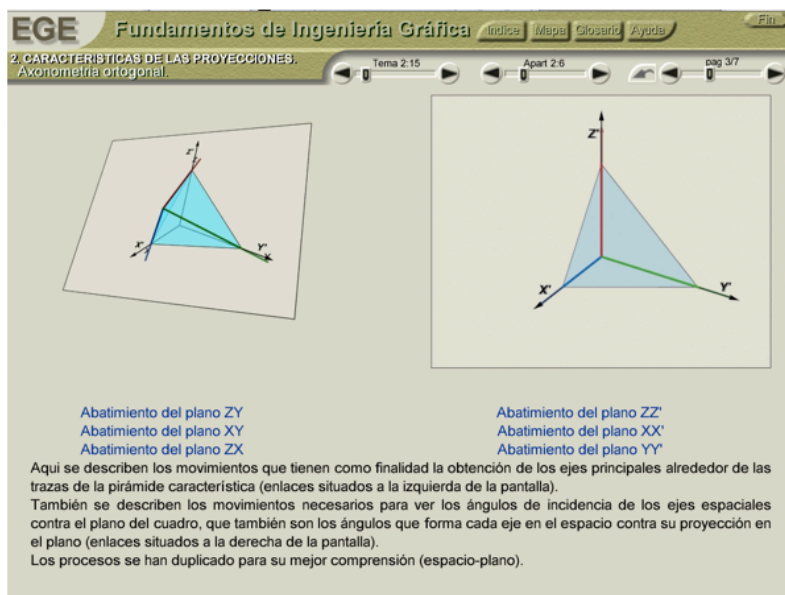 EGE
Fundamentos de Ingeniería Gráfica
Indice
Mapa
Glosario
Ayuda
Fin
2, CARACTERISTICAS DE LAS PROYECCIONES.
Axonometria ortogonal.
Tema 2:15
Apart 2:6
pag 3/7
Z'
X'
Y'
Z'
X'
Y'
Abatimiento del plano ZY
Abatimiento del plano XY
Abatimiento del plano ZX
Abatimiento del plano ZZ'
Abatimiento del plano XX'
Abatimiento del plano YY'
Aqui se describen los movimientos que tienen como finalidad la obtención de los ejes principales alrededor de las
trazas de la pirámide característica (enlaces situados a la izquierda de la pantalla).
También se describen los movimientos necesarios para ver los ángulos de incidencia de los ejes espaciales
contra el plano del cuadro, que también son los ángulos que forma cada eje en el espacio contra su proyección en
el plano (enlaces situados a la derecha de la pantalla).
Los procesos se han duplicado para su mejor comprensión (espacio-plano).